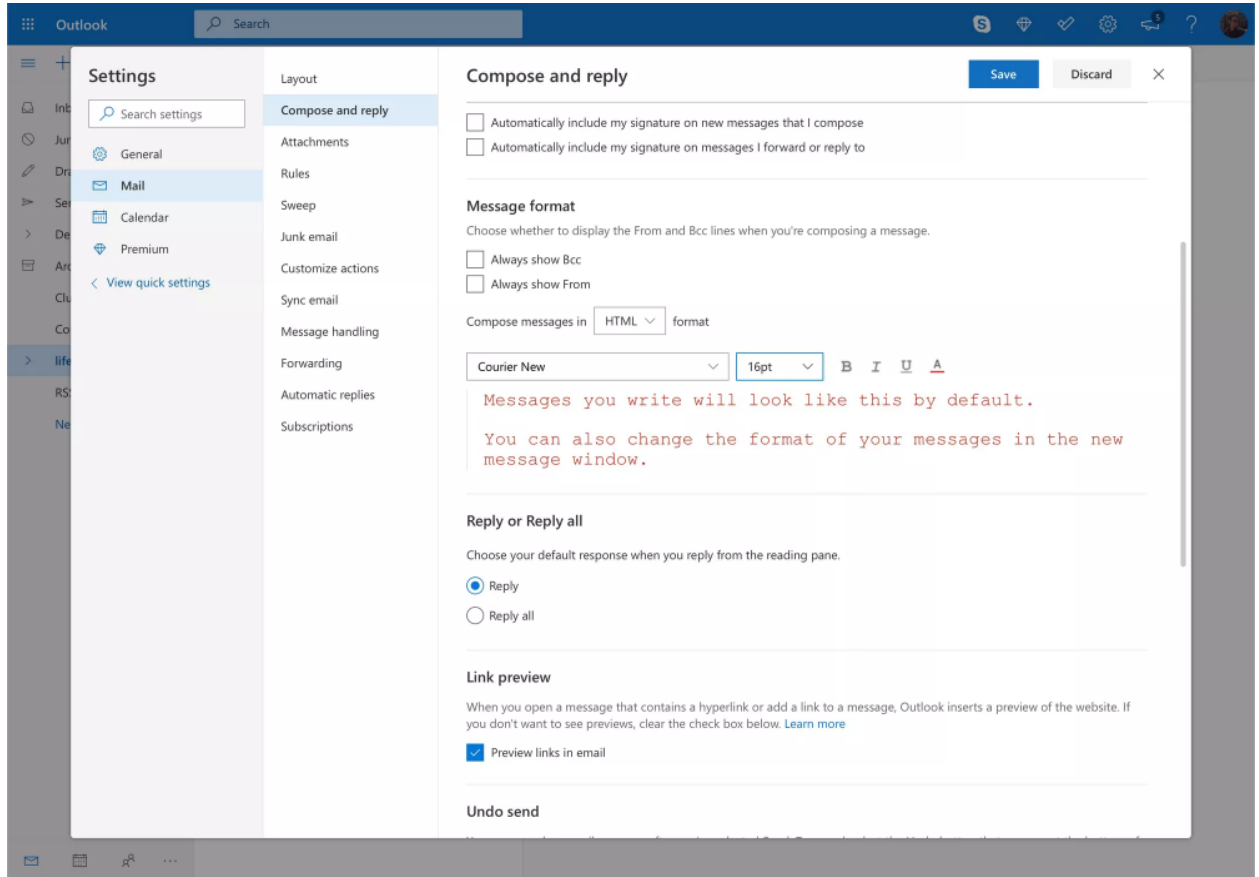 Outlook
Search
5
Settings
Search settings
General
Mail
Calendar
Premium
View quick settings
Layout
Compose and reply
Attachments
Rules
Sweep
Junk email
Customize actions
Sync email
Message handling
Forwarding
Automatic replies
Subscriptions
Compose and reply
Save
Discard
Automatically include my signature on new messages that I compose
Automatically include my signature on messages I forward or reply to
Message format
Choose whether to display the From and Bcc lines when you're composing a message.
Always show Bcc
Always show From
Compose messages in HTML format
Courier New 16pt B I U A
Messages you write will look like this by default.
You can also change the format of your messages in the new
message window.
Reply or Reply all
Choose your default response when you reply from the reading pane.
Reply
Reply all
Link preview
When you open a message that contains a hyperlink or add a link to a message, Outlook inserts a preview of the website. If
you don't want to see previews, clear the check box below. Learn more
Preview links in email
Undo send